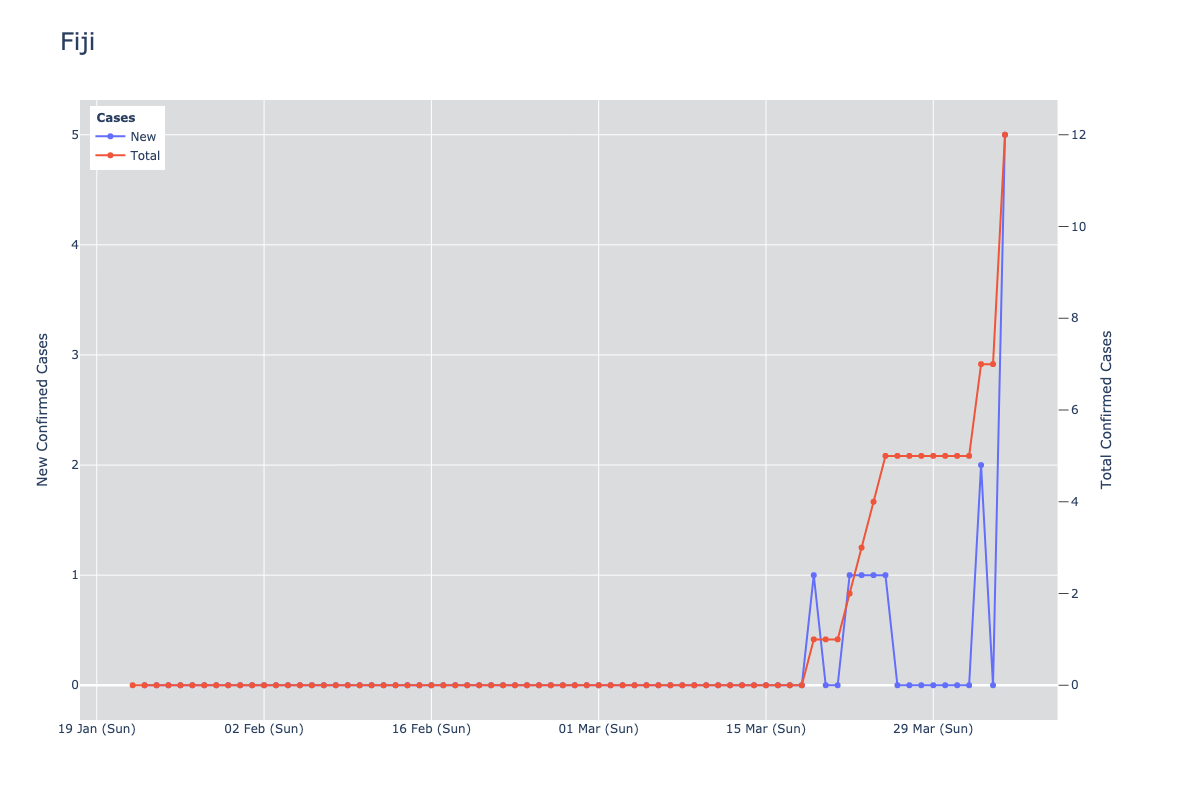 Fiji
Cases
New
Total
5
4
3
2
1
0
12
10
8
6
4
2
0
New Confirmed Cases
Total Confirmed Cases
19 Jan (Sun)
02 Feb (Sun)
16 Feb (Sun)
01 Mar (Sun)
15 Mar (Sun)
29 Mar (Sun)